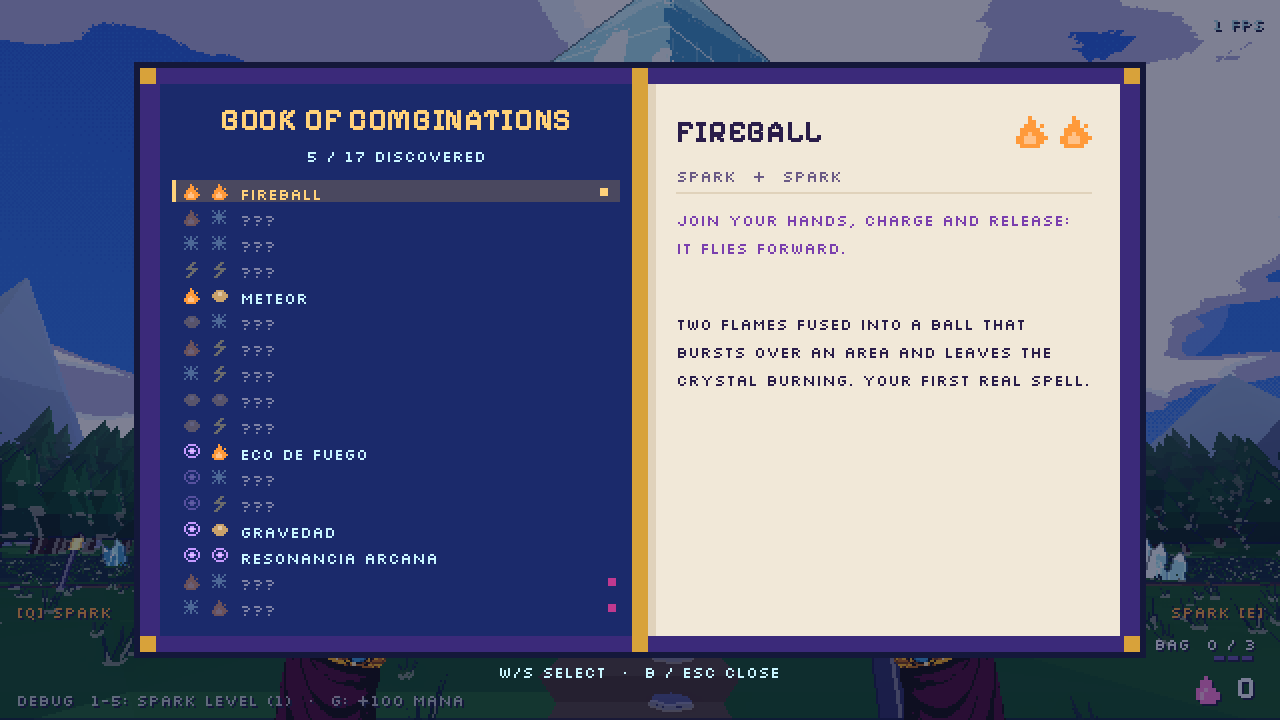 1 FPS
BOOK OF COMBINATIONS
5 / 17 DISCOVERED
FIREBALL
???
???
???
METEOR
???
???
???
???
???
ECO DE FUEGO
???
???
GRAVEDAD
RESONANCIA ARCANA
???
???
FIREBALL
SPARK + SPARK
JOIN YOUR HANDS, CHARGE AND RELEASE:
IT FLIES FORWARD.
TWO FLAMES FUSED INTO A BALL THAT
BURSTS OVER AN AREA AND LEAVES THE
CRYSTAL BURNING. YOUR FIRST REAL SPELL.
[Q] SPARK
SPARK [E]
BAG 0 / 3
W/S SELECT · B / ESC CLOSE
DEBUG 1-5: SPARK LEVEL (1) · G: +100 MANA
0